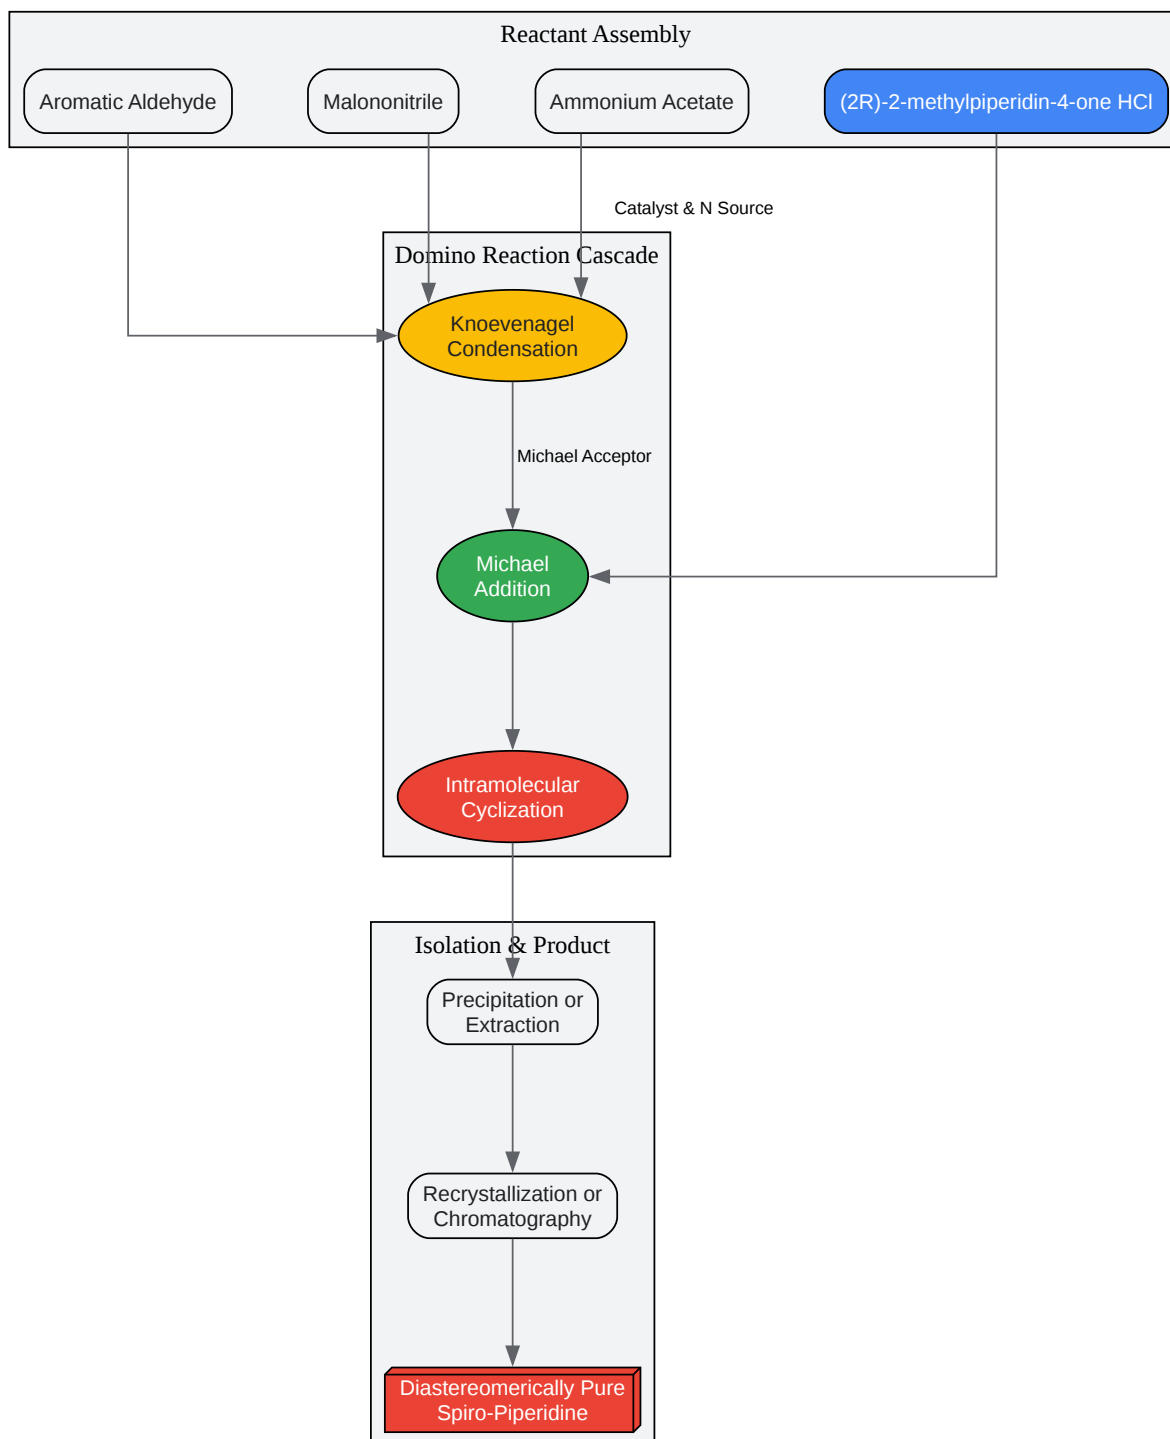 Reactant Assembly
Aromatic Aldehyde
Malononitrile
Ammonium Acetate
(2R)-2-methylpiperidin-4-one HCl
Catalyst & N Source
Domino Reaction Cascade
Knoevenagel
Condensation
Michael Acceptor
Michael
Addition
Intramolecular
Cyclization
Isolation & Product
Precipitation or
Extraction
Recrystallization or
Chromatography
Diastereomerically Pure
Spiro-Piperidine